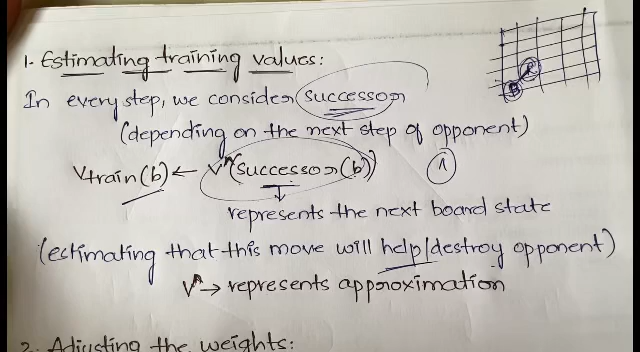 1. Estimating training values:
In every step, we consider successor
(depending on the next step of opponent)
Vtrain(b) ← V^(successor(b)) 1
represents the next board state
(estimating that this move will help/destroy opponent)
V^ → represents approximation
2. Adjusting the weights:
B R